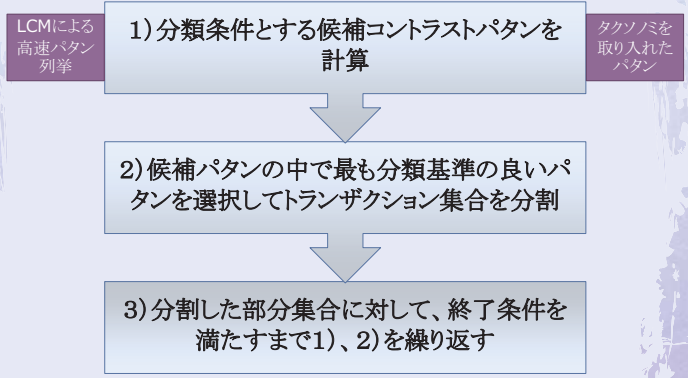 LCMによる
高速パタン
列挙
1）分類条件とする候補コントラストパタンを
計算
タクソノミを
取り入れた
パタン
2）候補パタンの中で最も分類基準の良いパ
タンを選択してトランザクション集合を分割
3）分割した部分集合に対して、終了条件を
満たすまで1）、2）を繰り返す